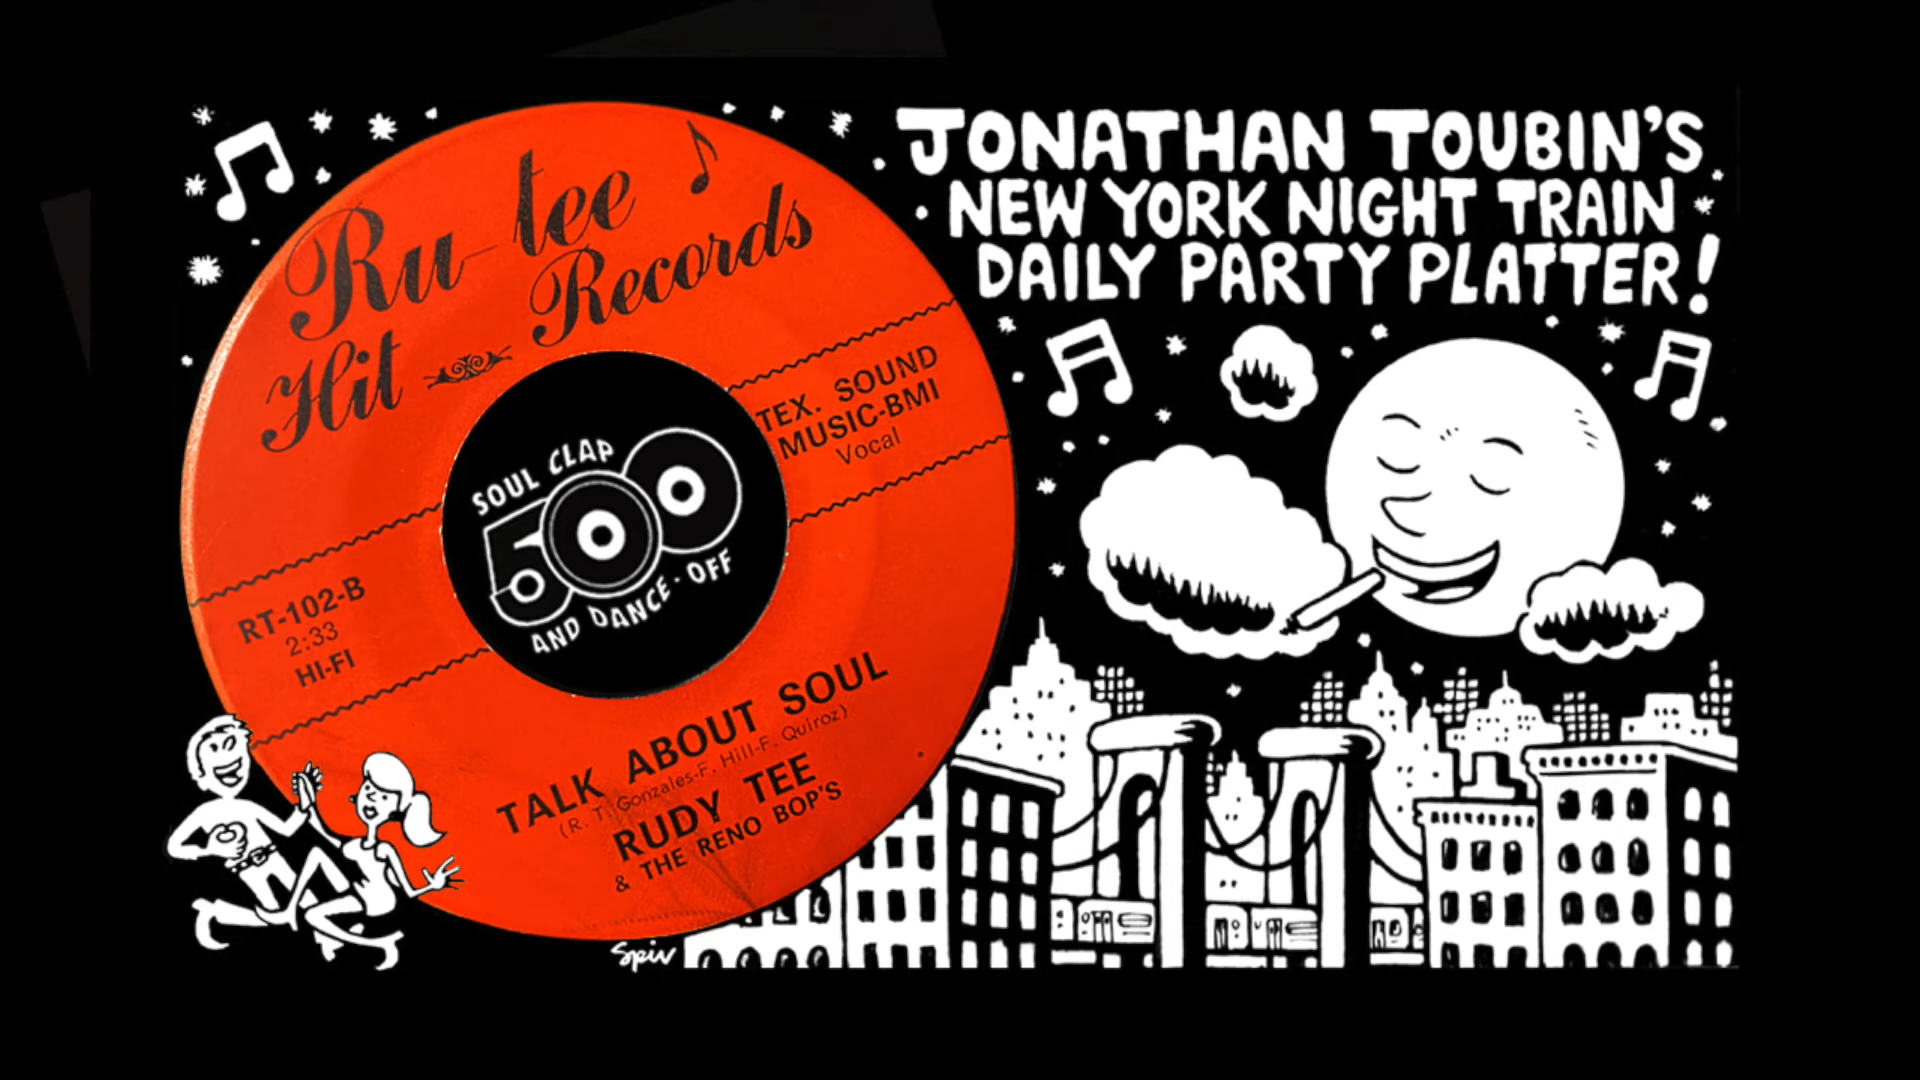 JONATHAN TOUBIN'S
NEW YORK NIGHT TRAIN
DAILY PARTY PLATTER!
Ru-tee
Hit Records
TEX. SOUND
MUSIC-BMI
Vocal
SOUL CLAP
500
AND DANCE-OFF
RT-102-B
2:33
HI-FI
TALK ABOUT SOUL
(R. T. Gonzales-F. Hill-F. Quiroz)
RUDY TEE
& THE RENO BOP'S
Spiv